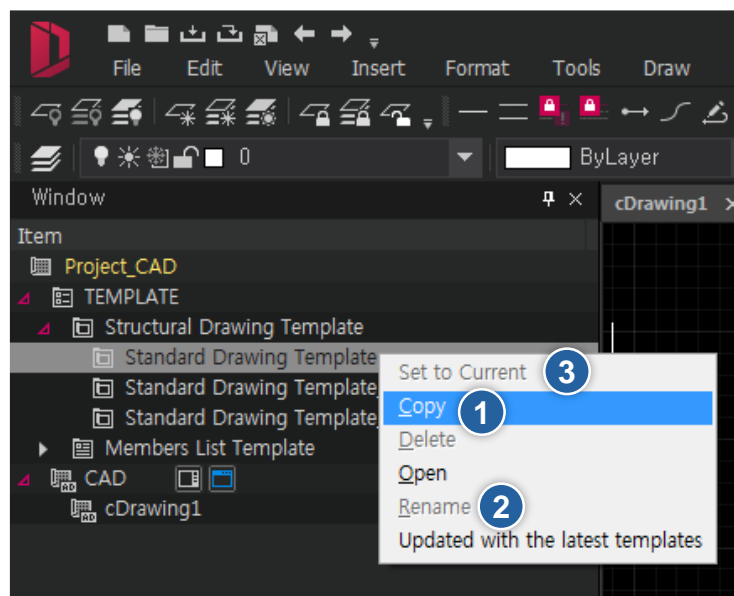 File Edit View Insert Format Tools Draw
0 ByLayer
Window
cDrawing1
Item
Project_CAD
TEMPLATE
Structural Drawing Template
Standard Drawing Template
Standard Drawing Template
Standard Drawing Template
Members List Template
CAD
cDrawing1
Set to Current 3
Copy 1
Delete
Open
Rename 2
Updated with the latest templates